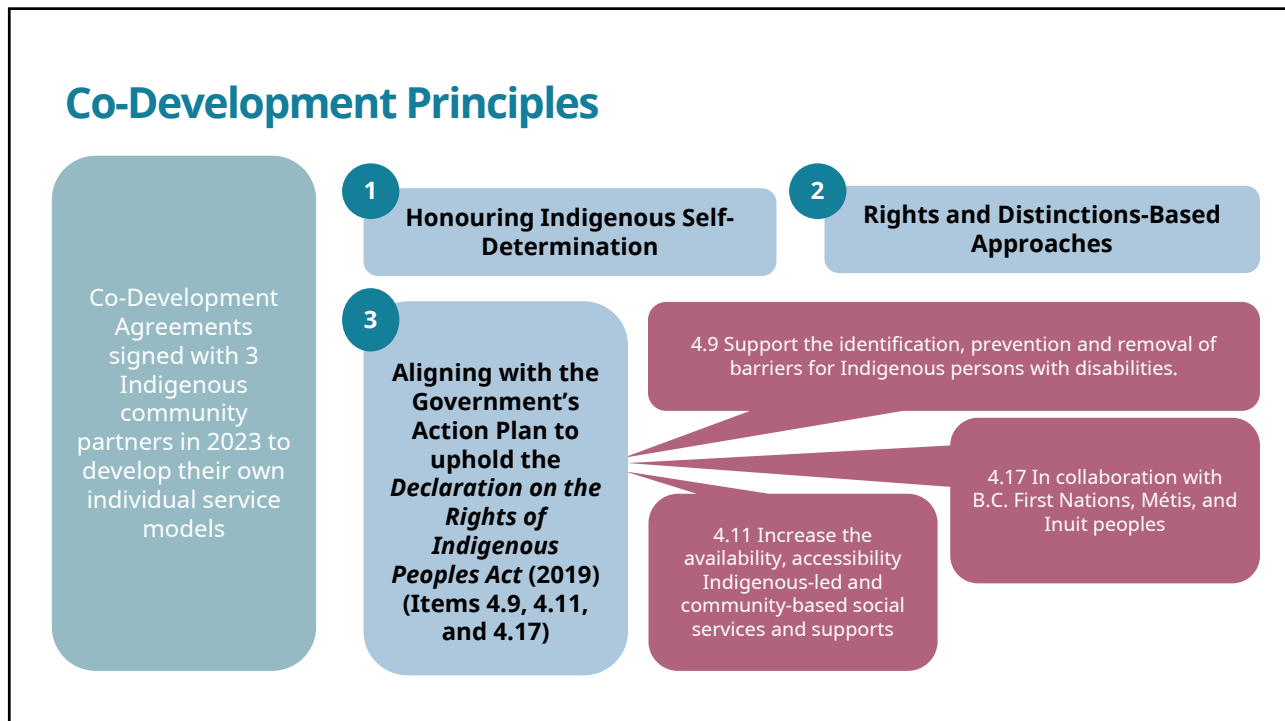 Co-Development Principles
Co-Development
Agreements
signed with 3
Indigenous
community
partners in 2023 to
develop their own
individual service
models
1
Honouring Indigenous Self-
Determination
2
Rights and Distinctions-Based
Approaches
3
Aligning with the
Government’s
Action Plan to
uphold the
Declaration on the
Rights of
Indigenous
Peoples Act (2019)
(Items 4.9, 4.11,
and 4.17)
4.9 Support the identification, prevention and removal of
barriers for Indigenous persons with disabilities.
4.17 In collaboration with
B.C. First Nations, Métis, and
Inuit peoples
4.11 Increase the
availability, accessibility
Indigenous-led and
community-based social
services and supports